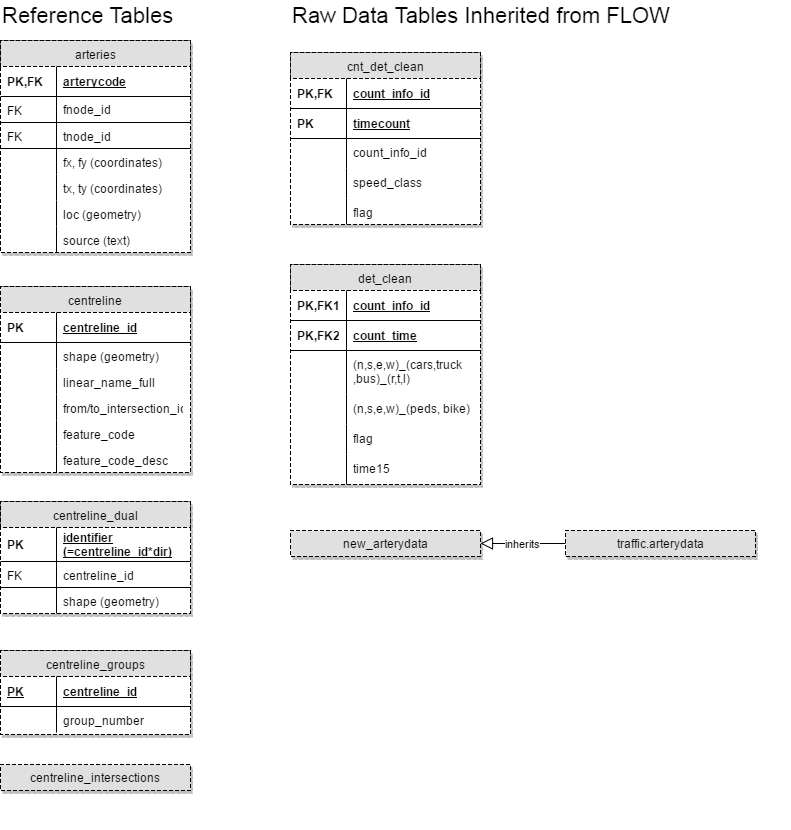 Reference Tables
arteries
PK,FK arterycode
FK fnode_id
FK tnode_id
fx, fy (coordinates)
tx, ty (coordinates)
loc (geometry)
source (text)
centreline
PK centreline_id
shape (geometry)
linear_name_full
from/to_intersection_id
feature_code
feature_code_desc
centreline_dual
PK identifier
(=centreline_id*dir)
FK centreline_id
shape (geometry)
centreline_groups
PK centreline_id
group_number
centreline_intersections
Raw Data Tables Inherited from FLOW
cnt_det_clean
PK,FK count_info_id
PK timecount
count_info_id
speed_class
flag
det_clean
PK,FK1 count_info_id
PK,FK2 count_time
(n,s,e,w)_(cars,truck
,bus)_(r,t,l)
(n,s,e,w)_(peds, bike)
flag
time15
new_arterydata
inherits
traffic.arterydata